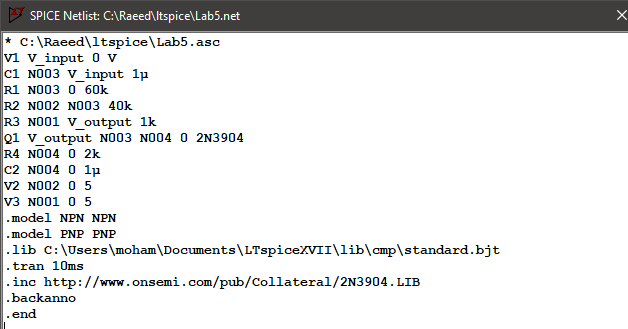 SPICE Netlist: C:\Raeed\ltspice\Lab5.net
* C:\Raeed\ltspice\Lab5.asc
V1 V_input 0 V
C1 N003 V_input 1µ
R1 N003 0 60k
R2 N002 N003 40k
R3 N001 V_output 1k
Q1 V_output N003 N004 0 2N3904
R4 N004 0 2k
C2 N004 0 1µ
V2 N002 0 5
V3 N001 0 5
.model NPN NPN
.model PNP PNP
.lib C:\Users\moham\Documents\LTspiceXVII\lib\cmp\standard.bjt
.tran 10ms
.inc http://www.onsemi.com/pub/Collateral/2N3904.LIB
.backanno
.end